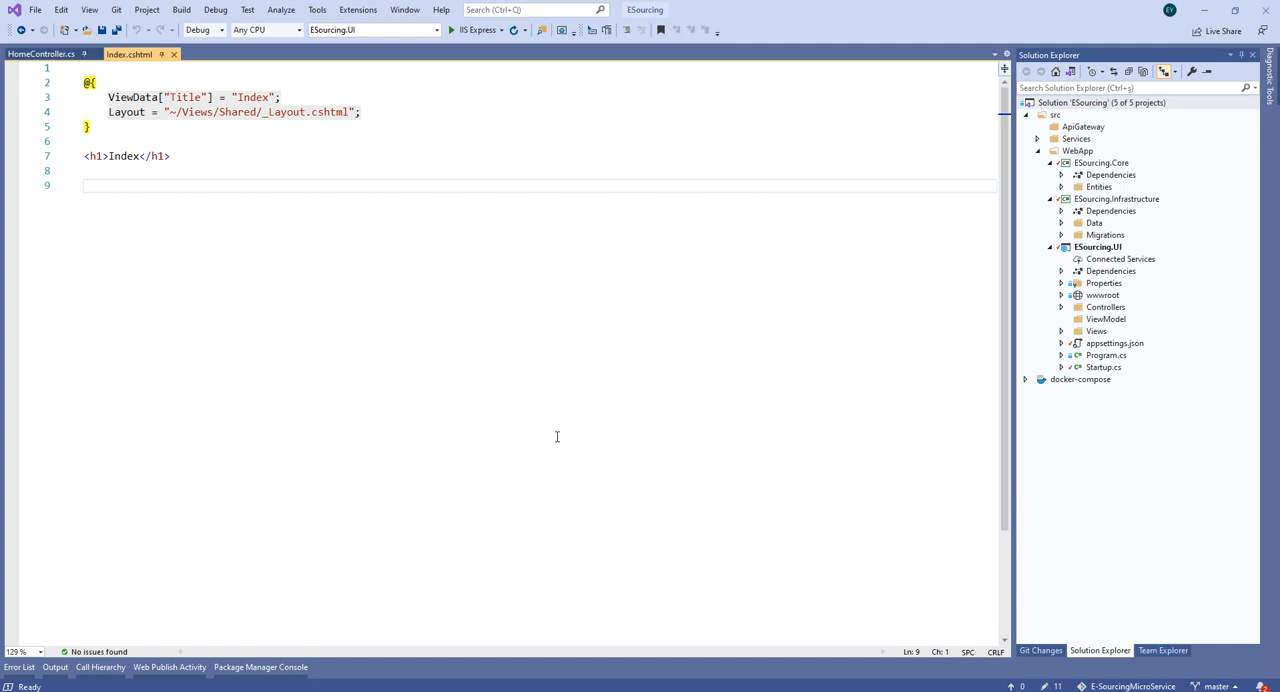 File Edit View Git Project Build Debug Test Analyze Tools Extensions Window Help Search (Ctrl+Q) ESourcing EY
Debug Any CPU ESourcing.UI IIS Express Live Share
HomeController.cs Index.cshtml
1
2 @{
3 ViewData["Title"] = "Index";
4 Layout = "~/Views/Shared/_Layout.cshtml";
5 }
6
7 <h1>Index</h1>
8
9
129 % No issues found Ln: 9 Ch: 1 SPC CRLF
Solution Explorer
Search Solution Explorer (Ctrl+ş)
Solution 'ESourcing' (5 of 5 projects)
src
ApiGateway
Services
WebApp
ESourcing.Core
Dependencies
Entities
ESourcing.Infrastructure
Dependencies
Data
Migrations
ESourcing.UI
Connected Services
Dependencies
Properties
wwwroot
Controllers
ViewModel
Views
appsettings.json
Program.cs
Startup.cs
docker-compose
Git Changes Solution Explorer Team Explorer
Diagnostic Tools
Error List Output Call Hierarchy Web Publish Activity Package Manager Console
Ready 0 11 E-SourcingMicroService master 2